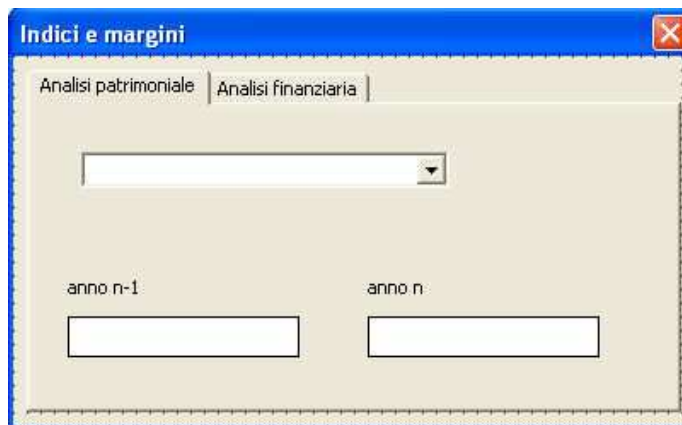 Indici e margini
Analisi patrimoniale Analisi finanziaria
anno n-1 anno n